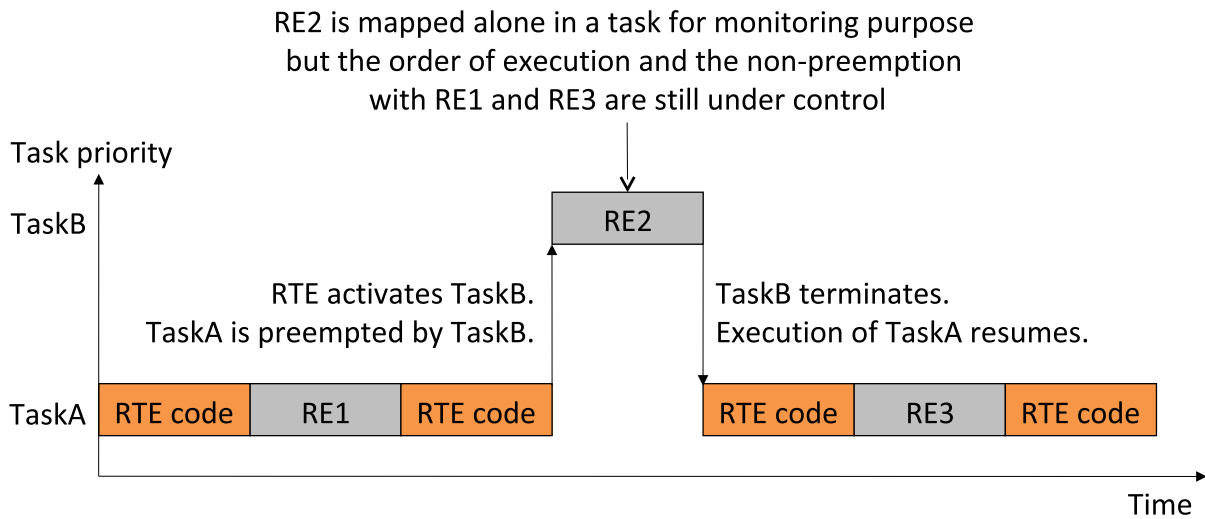 RE2 is mapped alone in a task for monitoring purpose
but the order of execution and the non-preemption
with RE1 and RE3 are still under control
Task priority
TaskB
RE2
RTE activates TaskB.
TaskA is preempted by TaskB.
TaskB terminates.
Execution of TaskA resumes.
TaskA
RTE code
RE1
RTE code
RTE code
RE3
RTE code
Time